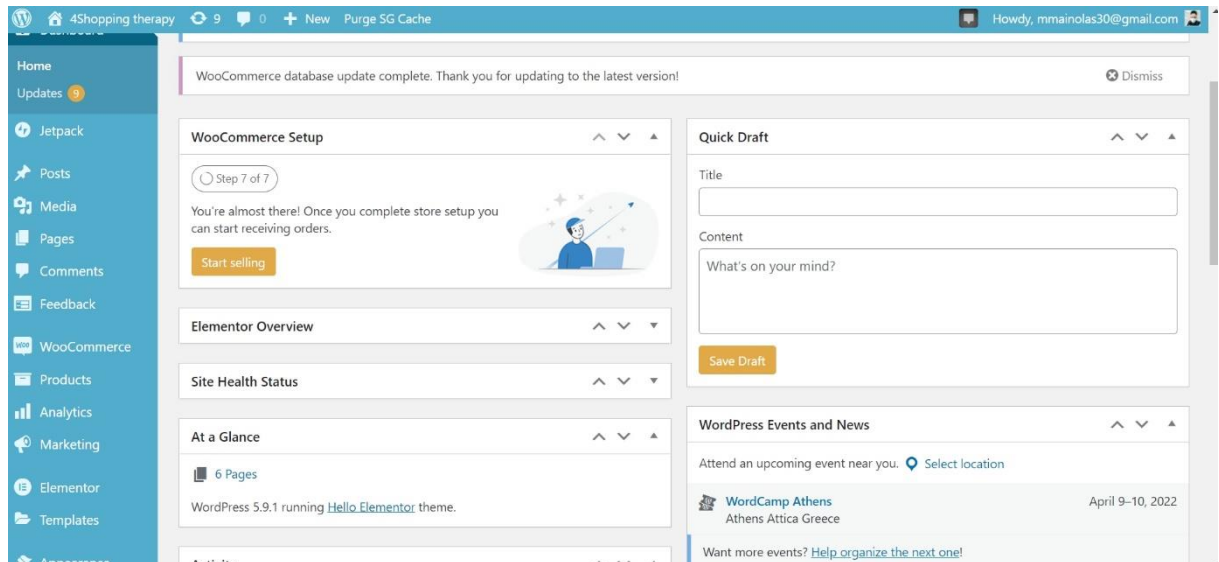 4Shopping therapy 9 0 New Purge SG Cache Howdy, mmainolas30@gmail.com
Dashboard
Home
Updates 9
Jetpack
Posts
Media
Pages
Comments
Feedback
WooCommerce
Products
Analytics
Marketing
Elementor
Templates
Appearance
WooCommerce database update complete. Thank you for updating to the latest version! Dismiss
WooCommerce Setup
Step 7 of 7
You're almost there! Once you complete store setup you
can start receiving orders.
Start selling
Elementor Overview
Site Health Status
At a Glance
6 Pages
WordPress 5.9.1 running Hello Elementor theme.
Activity
Quick Draft
Title
Content
What's on your mind?
Save Draft
WordPress Events and News
Attend an upcoming event near you. Select location
WordCamp Athens April 9–10, 2022
Athens Attica Greece
Want more events? Help organize the next one!